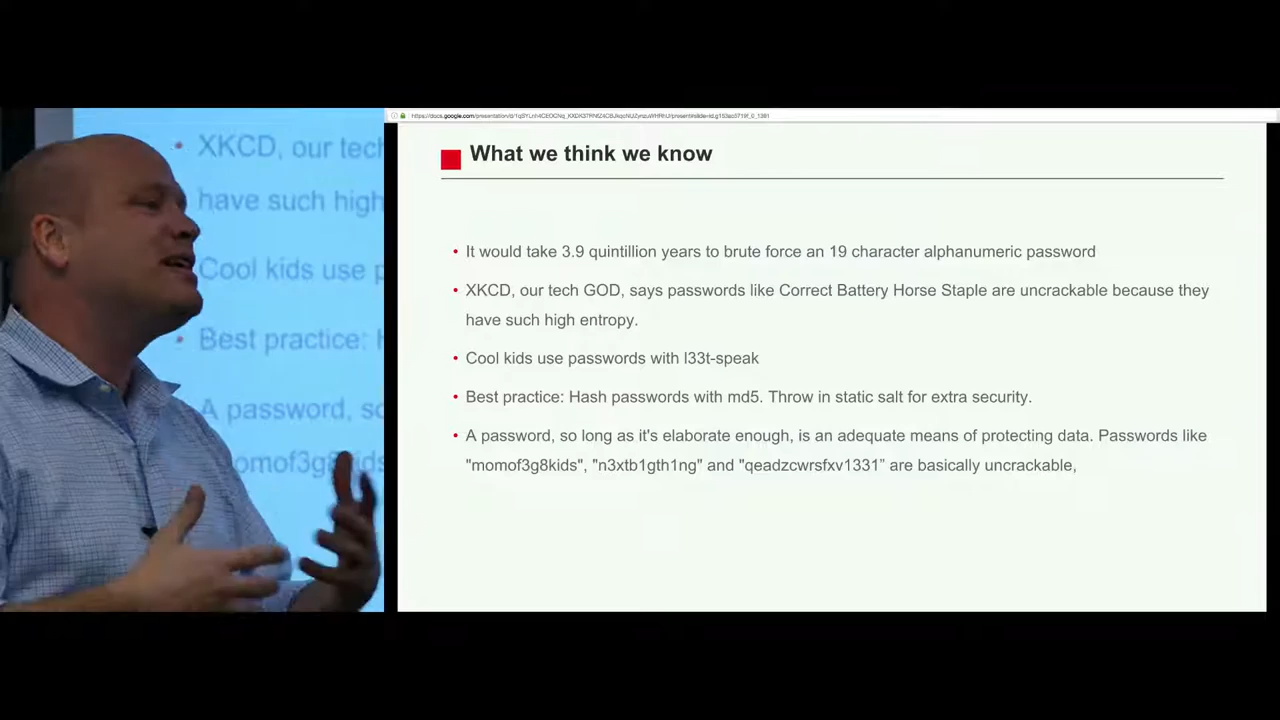 XKCD, our tech
have such high
Cool kids use p
Best practice: H
A password, so
omof3g8kids
What we think we know
• It would take 3.9 quintillion years to brute force an 19 character alphanumeric password
• XKCD, our tech GOD, says passwords like Correct Battery Horse Staple are uncrackable because they
have such high entropy.
• Cool kids use passwords with l33t-speak
• Best practice: Hash passwords with md5. Throw in static salt for extra security.
• A password, so long as it's elaborate enough, is an adequate means of protecting data. Passwords like
"momof3g8kids", "n3xtb1gth1ng" and "qeadzcwrsfxv1331” are basically uncrackable,